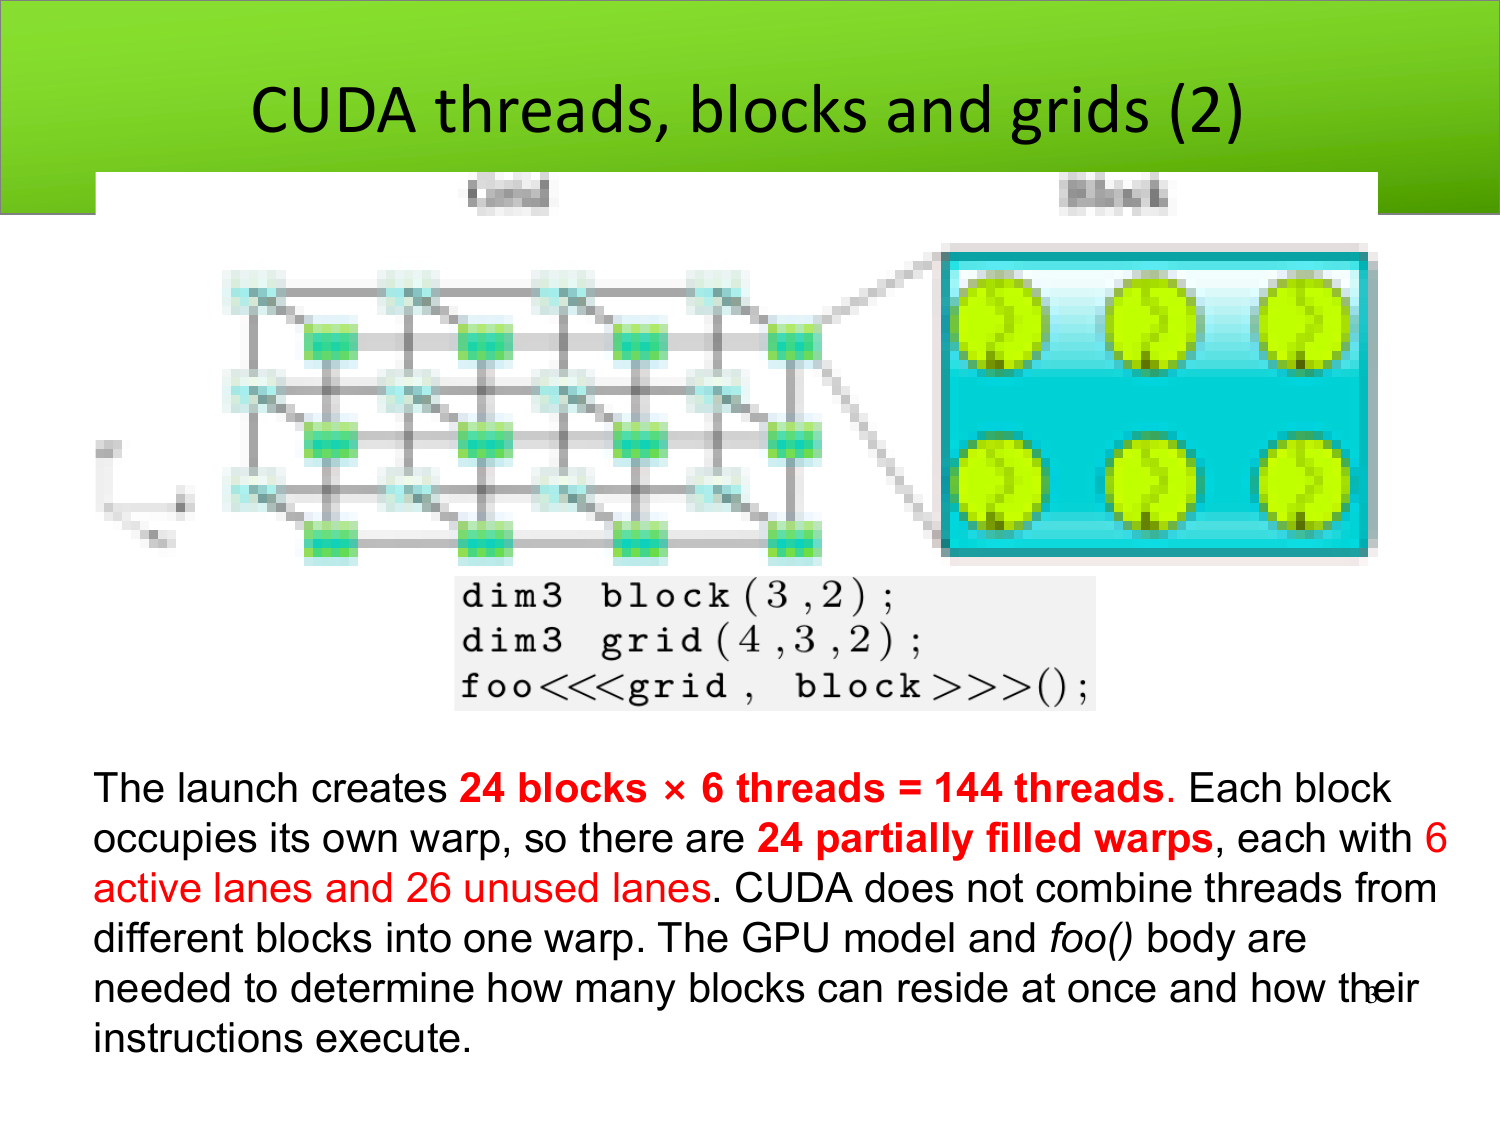 CUDA threads, blocks and grids (2)
Grid
Block
dim3 block(3,2);
dim3 grid(4,3,2);
foo<<<grid, block>>>();
The launch creates 24 blocks × 6 threads = 144 threads. Each block
occupies its own warp, so there are 24 partially filled warps, each with 6
active lanes and 26 unused lanes. CUDA does not combine threads from
different blocks into one warp. The GPU model and foo() body are
needed to determine how many blocks can reside at once and how their
instructions execute.
3